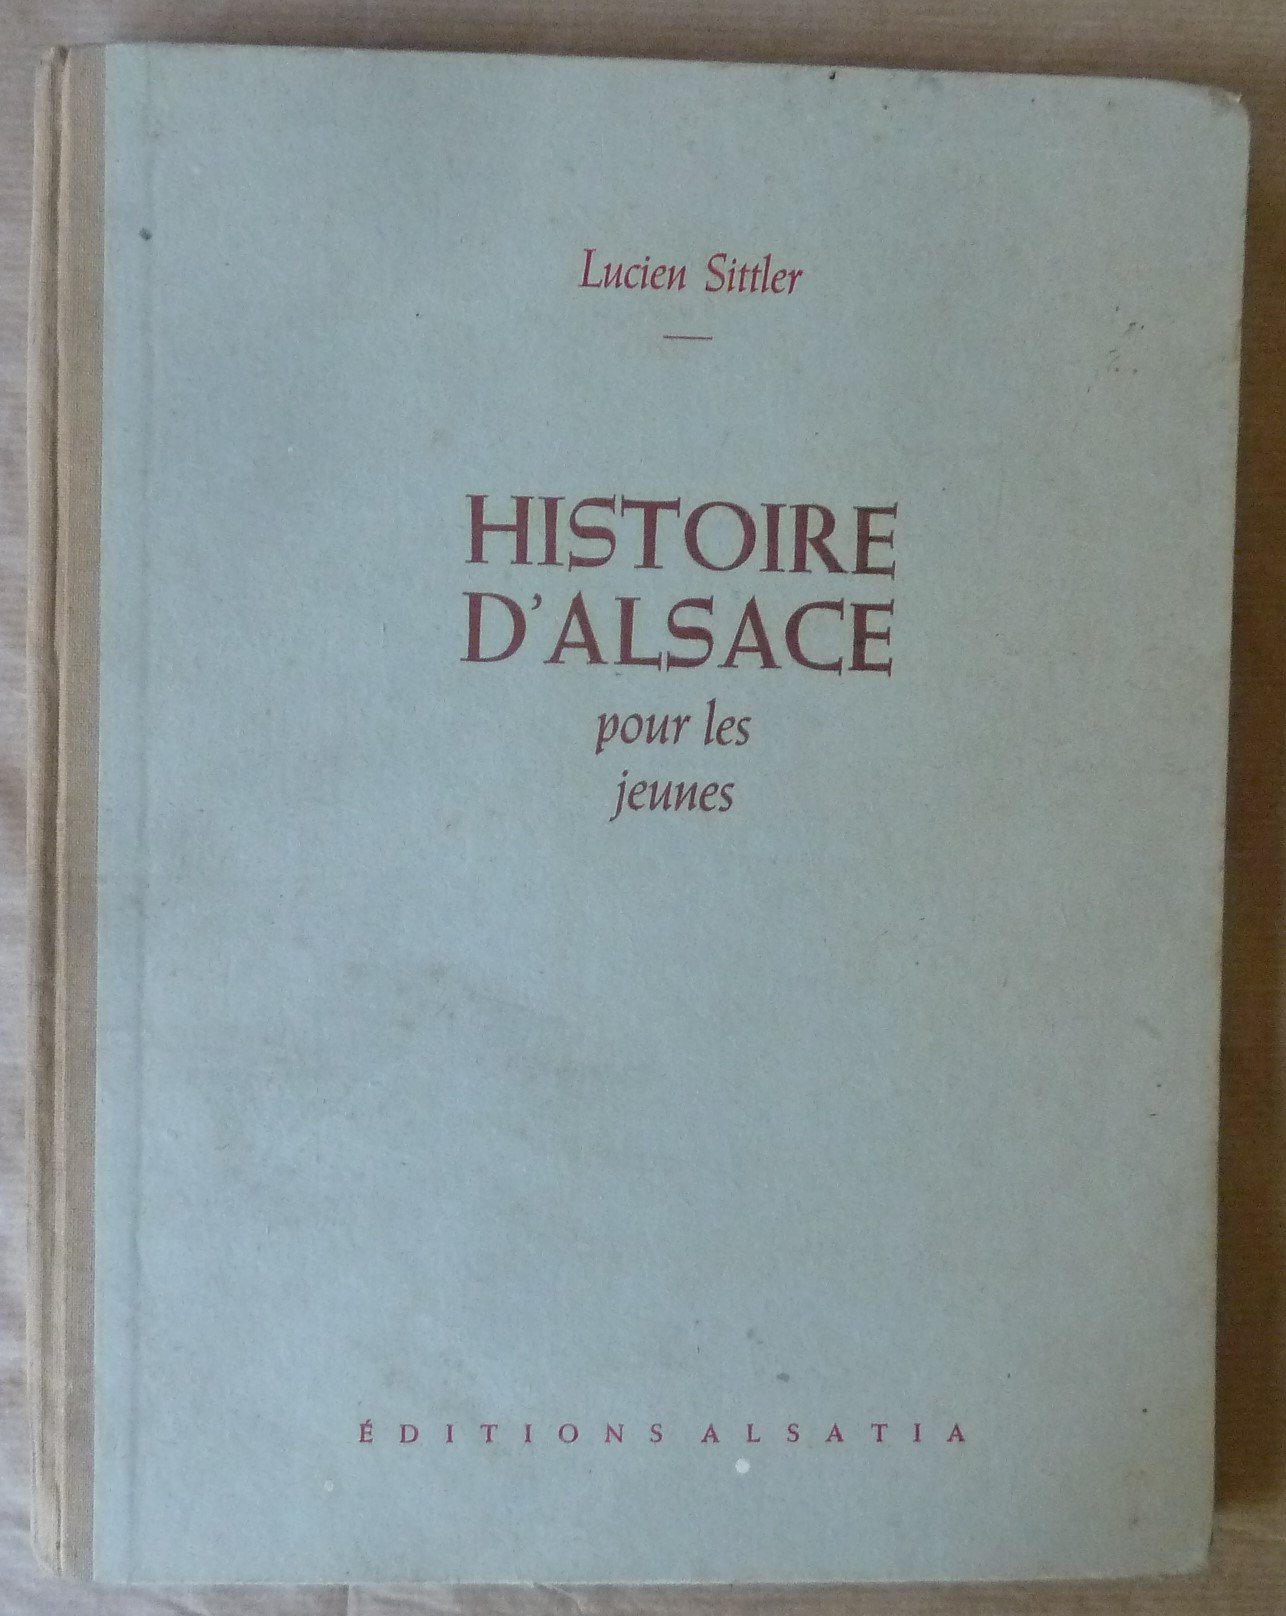 Lucien Sittler
HISTOIRE
D'ALSACE
pour les
jeunes
ÉDITIONS ALSATIA